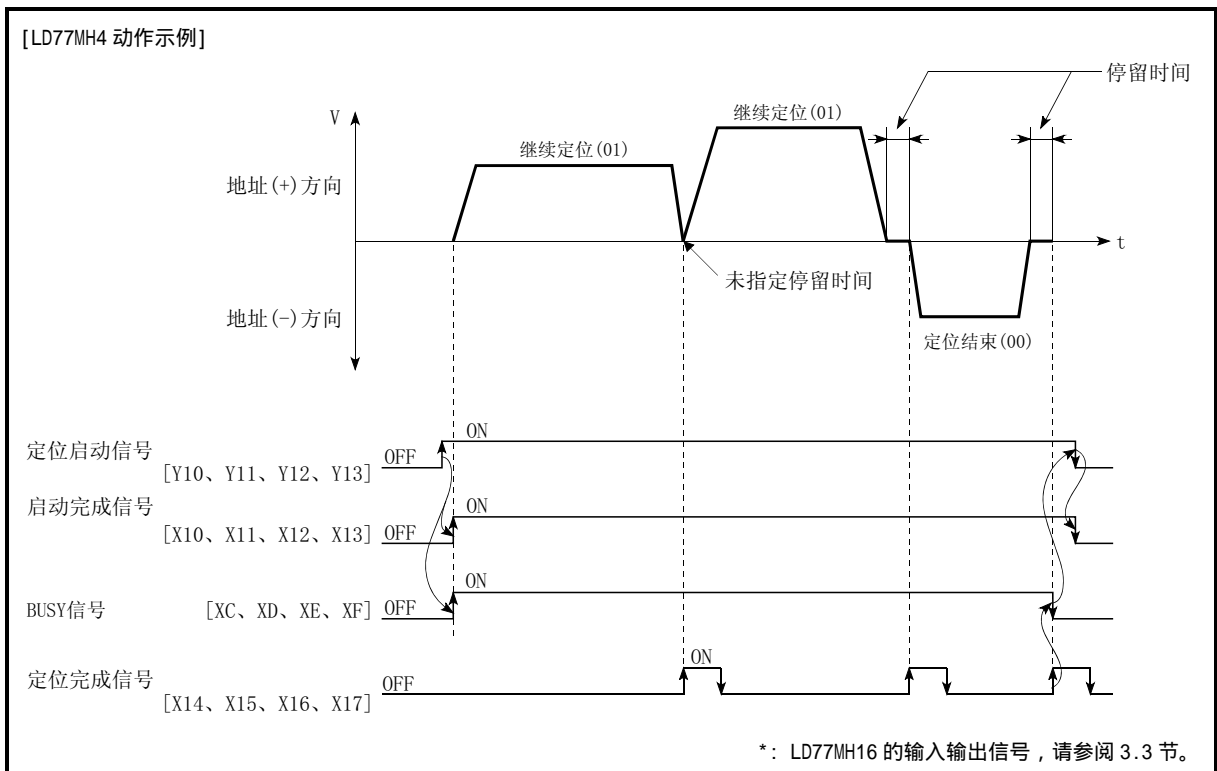 [LD77MH4 动作示例]
停留时间
V
继续定位(01)
继续定位(01)
地址(+)方向
t
未指定停留时间
地址(-)方向
定位结束(00)
ON
定位启动信号
OFF
[Y10、Y11、Y12、Y13]
ON
启动完成信号
[X10、X11、X12、X13] OFF
ON
BUSY信号 [XC、XD、XE、XF] OFF
ON
定位完成信号
OFF
[X14、X15、X16、X17]
*：LD77MH16 的输入输出信号，请参阅 3.3 节。